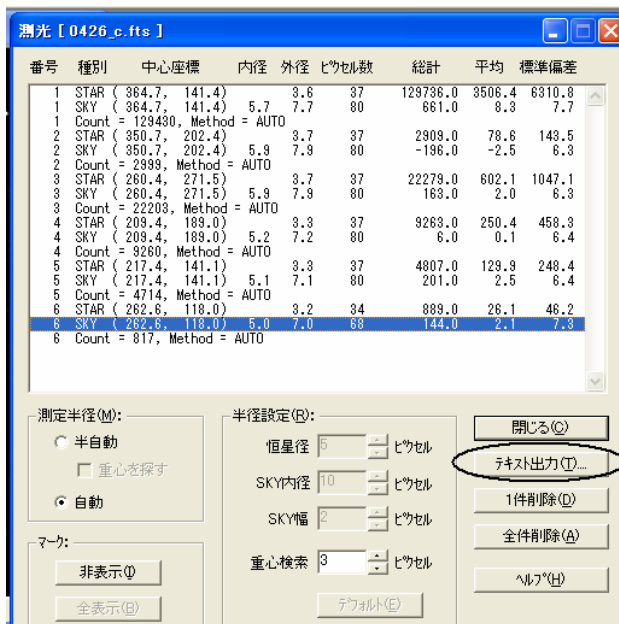 測光 [ 0426_c.fts ]
番号 種別 中心座標 内径 外径 ピクセル数 総計 平均 標準偏差
1 STAR ( 364.7, 141.4) 3.6 37 129736.0 3506.4 6310.8
1 SKY ( 364.7, 141.4) 5.7 7.7 80 661.0 8.3 7.7
1 Count = 129430, Method = AUTO
2 STAR ( 350.7, 202.4) 3.7 37 2909.0 78.6 143.5
2 SKY ( 350.7, 202.4) 5.9 7.9 80 -196.0 -2.5 6.3
2 Count = 2999, Method = AUTO
3 STAR ( 260.4, 271.5) 3.7 37 22279.0 602.1 1047.1
3 SKY ( 260.4, 271.5) 5.9 7.9 80 163.0 2.0 6.3
3 Count = 22203, Method = AUTO
4 STAR ( 209.4, 189.0) 3.3 37 9263.0 250.4 458.3
4 SKY ( 209.4, 189.0) 5.2 7.2 80 6.0 0.1 6.4
4 Count = 9260, Method = AUTO
5 STAR ( 217.4, 141.1) 3.3 37 4807.0 129.9 248.4
5 SKY ( 217.4, 141.1) 5.1 7.1 80 201.0 2.5 6.4
5 Count = 4714, Method = AUTO
6 STAR ( 262.6, 118.0) 3.2 34 889.0 26.1 46.2
6 SKY ( 262.6, 118.0) 5.0 7.0 68 144.0 2.1 7.3
6 Count = 817, Method = AUTO
測定半径(M):
半自動
重心を探す
自動
マーク:
非表示(I)
全表示(B)
半径設定(R):
恒星径 5 ピクセル
SKY内径 10 ピクセル
SKY幅 2 ピクセル
重心検索 3 ピクセル
デフォルト(E)
閉じる(C)
テキスト出力(T)...
1件削除(D)
全件削除(A)
ヘルプ(H)